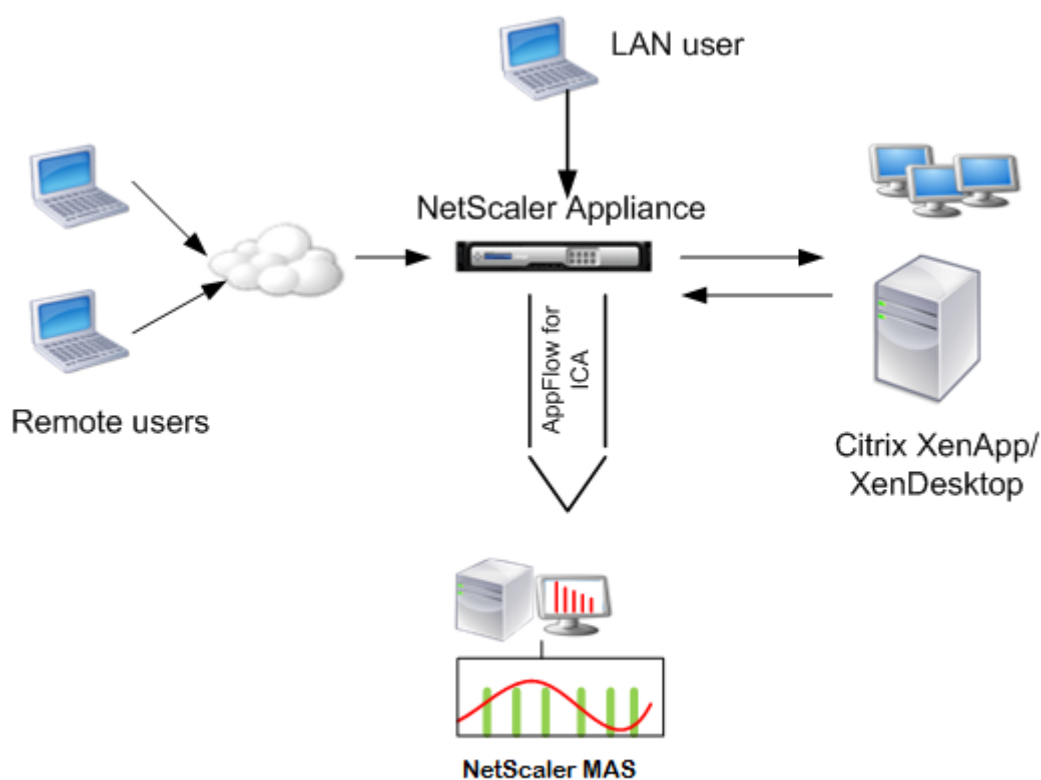 LAN user
NetScaler Appliance
Remote users
AppFlow for
ICA
Citrix XenApp/
XenDesktop
NetScaler MAS